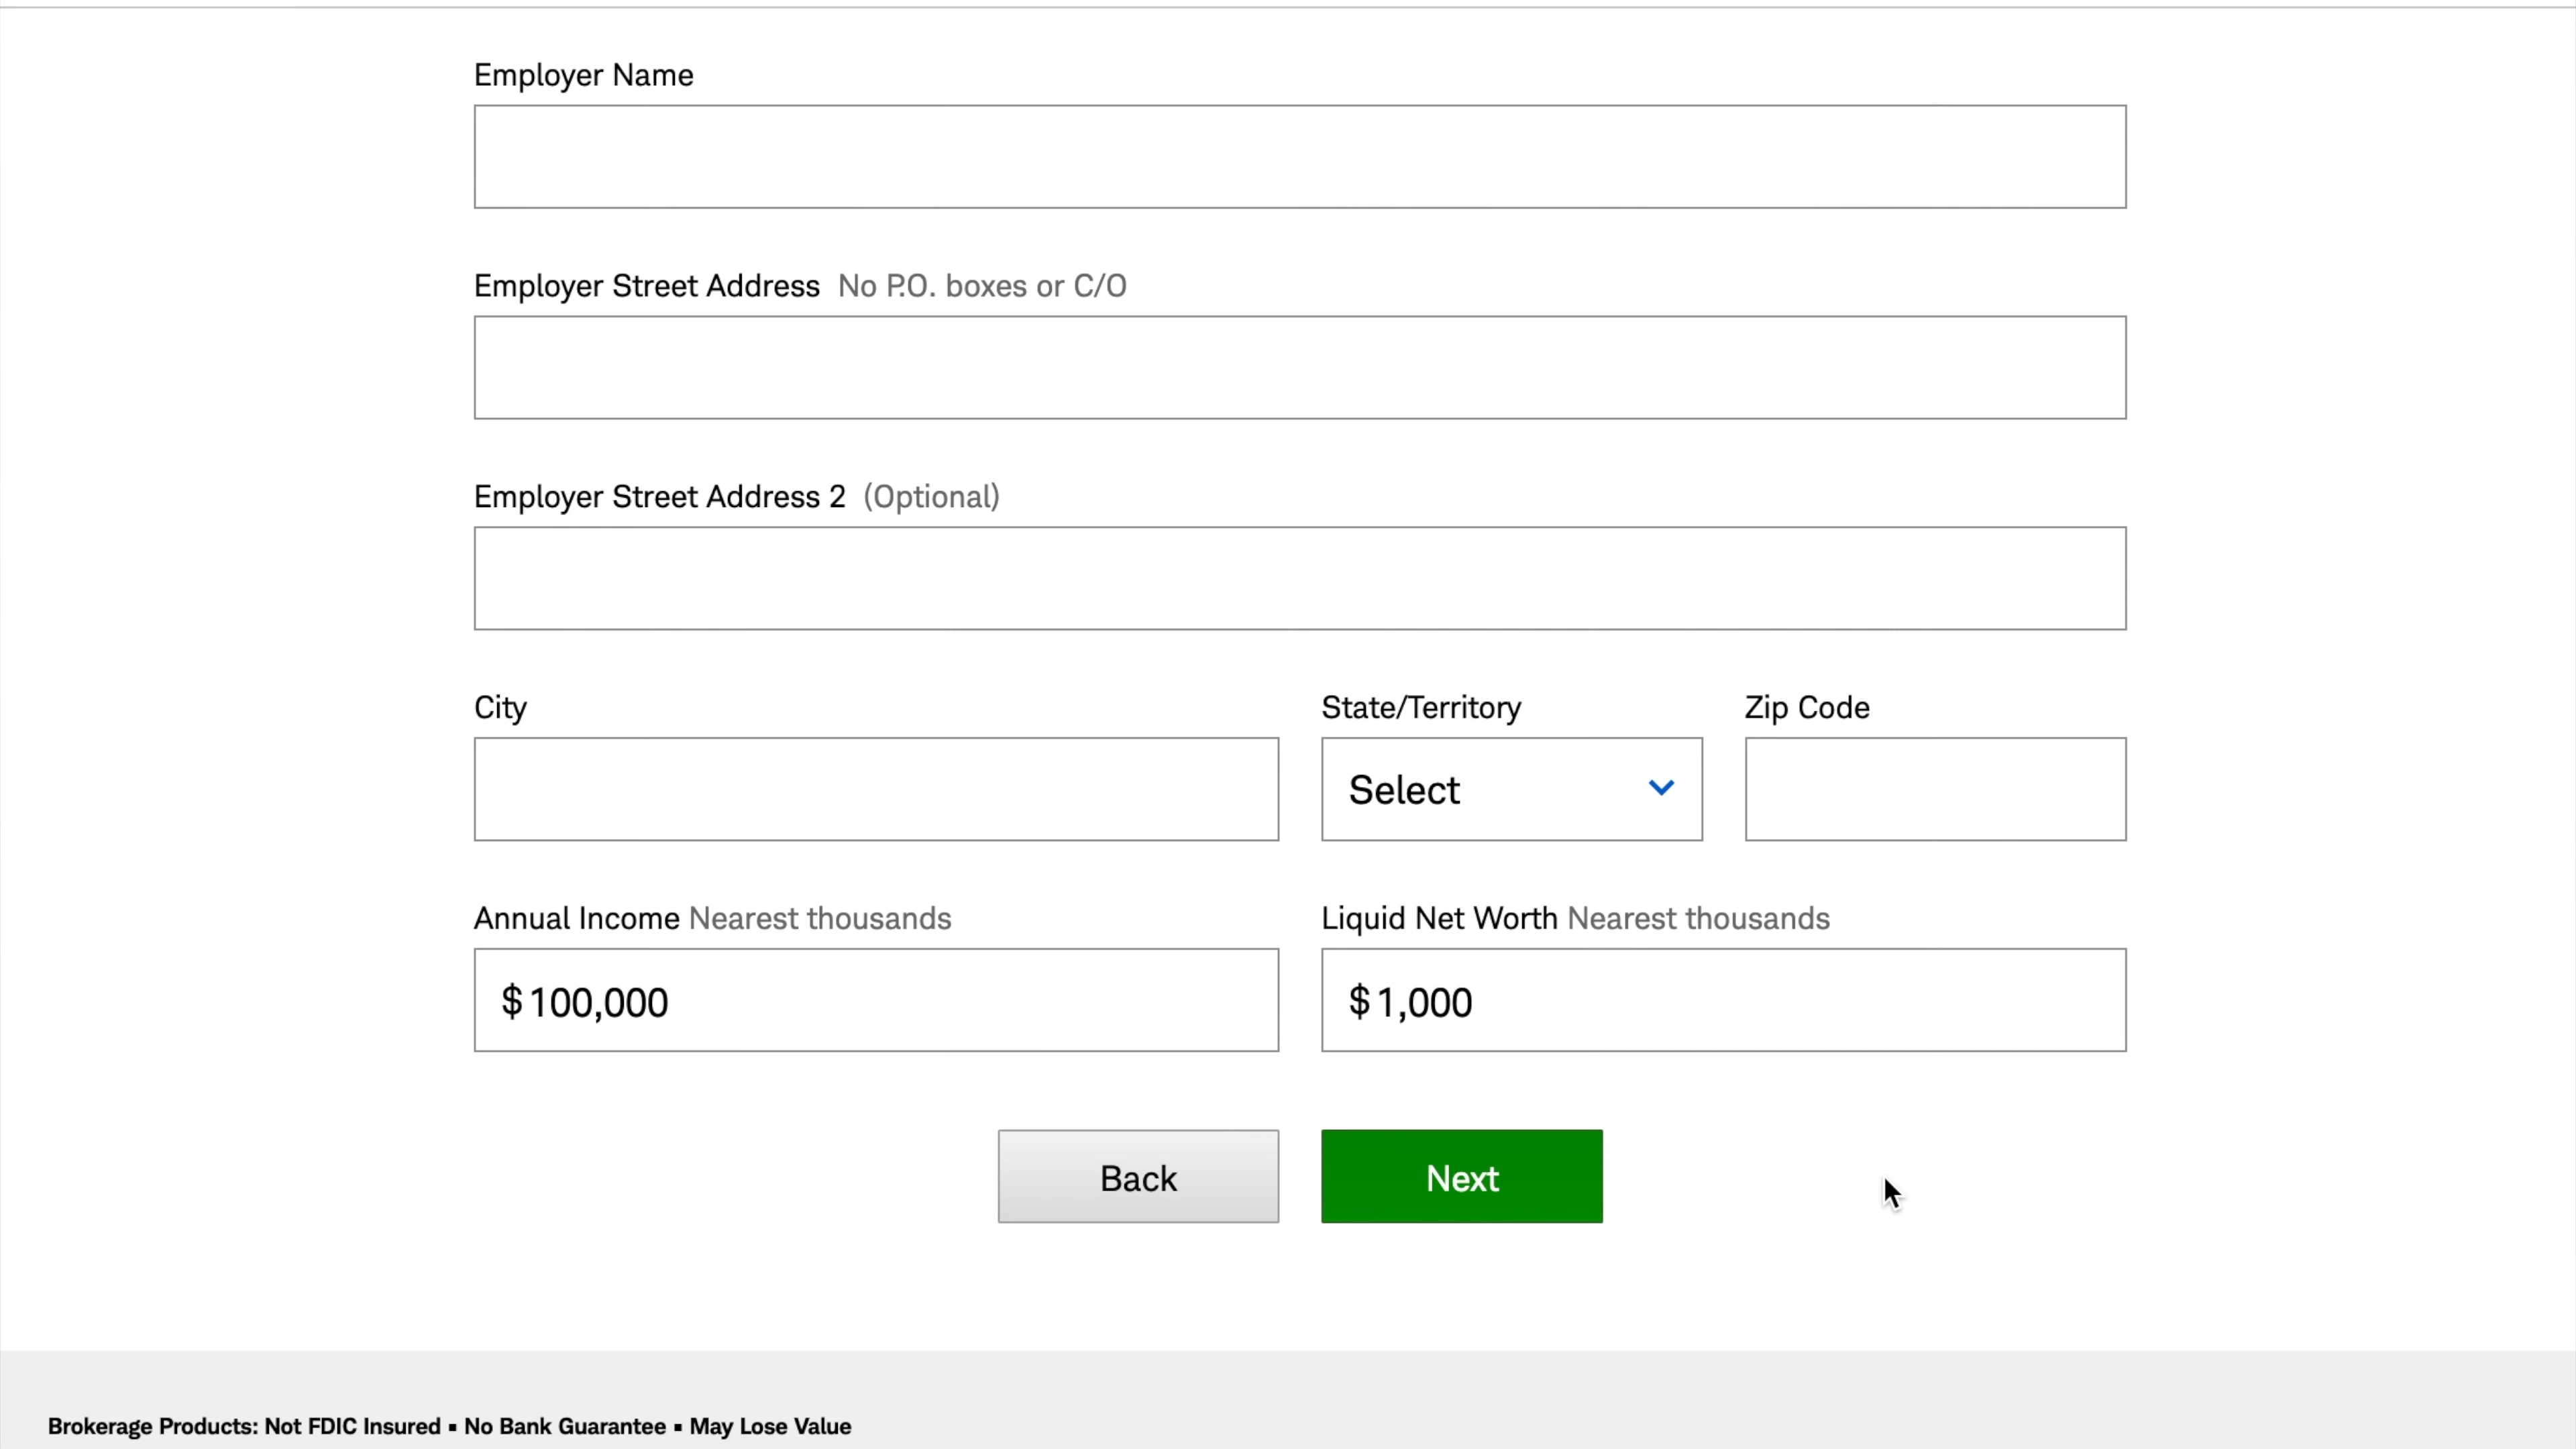 Employer Name
Employer Street Address No P.O. boxes or C/O
Employer Street Address 2 (Optional)
City State/Territory Zip Code
Select
Annual Income Nearest thousands Liquid Net Worth Nearest thousands
$ 100,000 $ 1,000
Back Next
Brokerage Products: Not FDIC Insured ▪ No Bank Guarantee ▪ May Lose Value